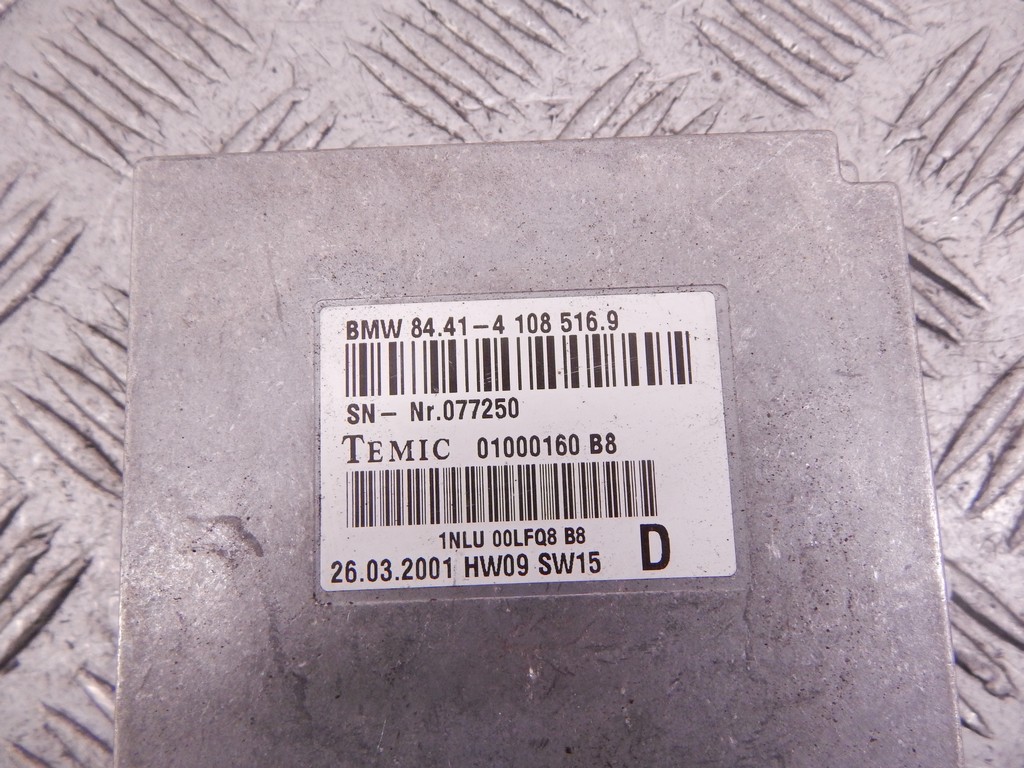 BMW 84.41-4 108 516.9
SN- Nr.077250
TEMIC 01000160 B8
1NLU 00LFQ8 B8
26.03.2001 HW09 SW15 D